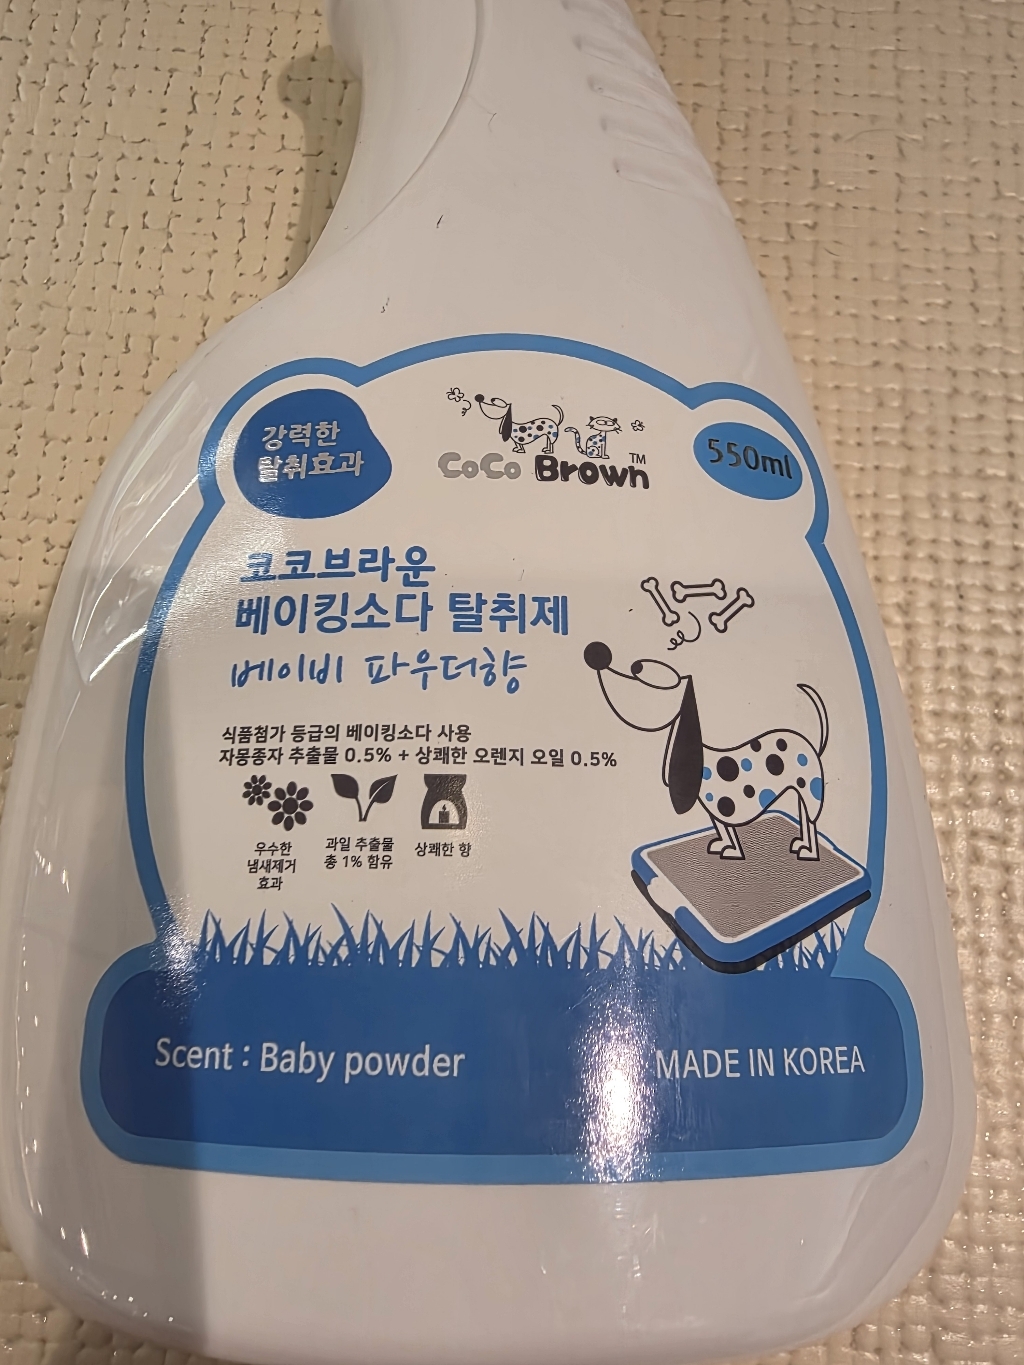 강력한
탈취효과
CoCo Brown™
550ml
코코브라운
베이킹소다 탈취제
베이비 파우더향
식품첨가 등급의 베이킹소다 사용
자몽종자 추출물 0.5% + 상쾌한 오렌지 오일 0.5%
우수한
냄새제거
효과
과일 추출물
총 1% 함유
상쾌한 향
Scent : Baby powder
MADE IN KOREA